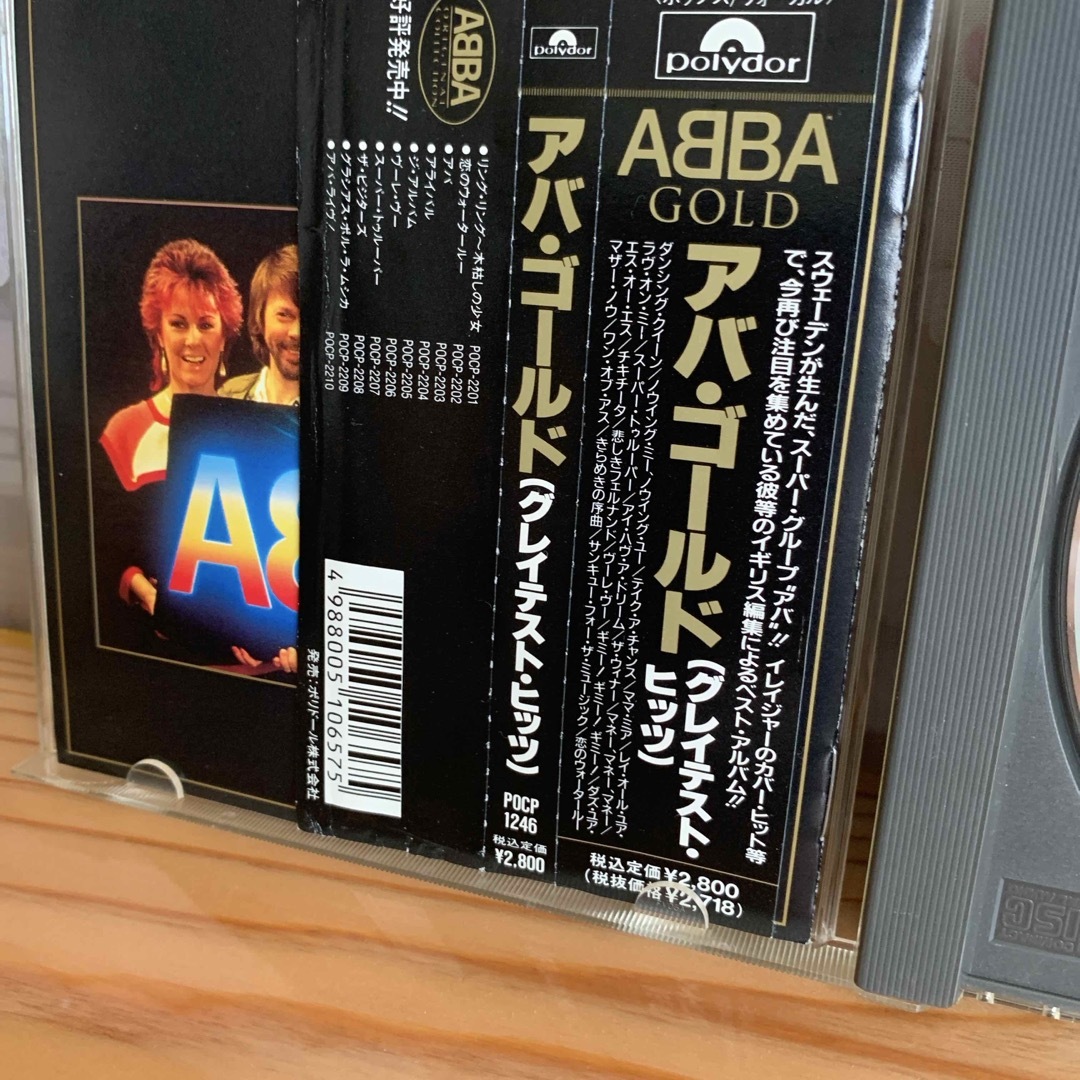 (ポップス/ヴォーカル)
polydor
ABBA
GOLD
アバ・ゴールド
(グレイテスト・
ヒッツ)
スウェーデンが生んだ、スーパー・グループ"アバ"!! イレイジャーのカバー・ヒット等
で、今再び注目を集めている彼等のイギリス編集によるベスト・アルバム!!
ダンシング・クイーン/ノウイング・ミー、ノウイング・ユー/テイク・ア・チャンス/ママ・ミア/レイ・オール・ユア・
ラヴ・オン・ミー/スーパー・トゥルーパー/アイ・ハヴ・ア・ドリーム/ザ・ウィナー/マネー、マネー、マネー/
エス・オー・エス/チキチータ/悲しきフェルナンド/ヴーレ・ヴー/ギミー!ギミー!ギミー!/ダズ・ユア・
マザー・ノウ/ワン・オブ・アス/きらめきの序曲/サンキュー・フォー・ザ・ミュージック/恋のウォータールー
税込定価¥2,800
(税抜価格¥2,718)
polydor
アバ・ゴールド(グレイテスト・ヒッツ)
POCP
1246
税込定価
¥2,800
ABBA
ORIGINAL
COLLECTION
好評発売中!!
●リング・リング〜木枯しの少女 POCP-2201
●恋のウォータールー POCP-2202
●アバ POCP-2203
●アライバル POCP-2204
●ジ・アルバム POCP-2205
●ヴーレ・ヴー POCP-2206
●スーパー・トゥルーパー POCP-2207
●ザ・ビジターズ POCP-2208
●グラシアス・ポル・ラ・ムシカ POCP-2209
●アバ・ライヴ! POCP-2210
4 988005 106575
発売:ポリドール株式会社